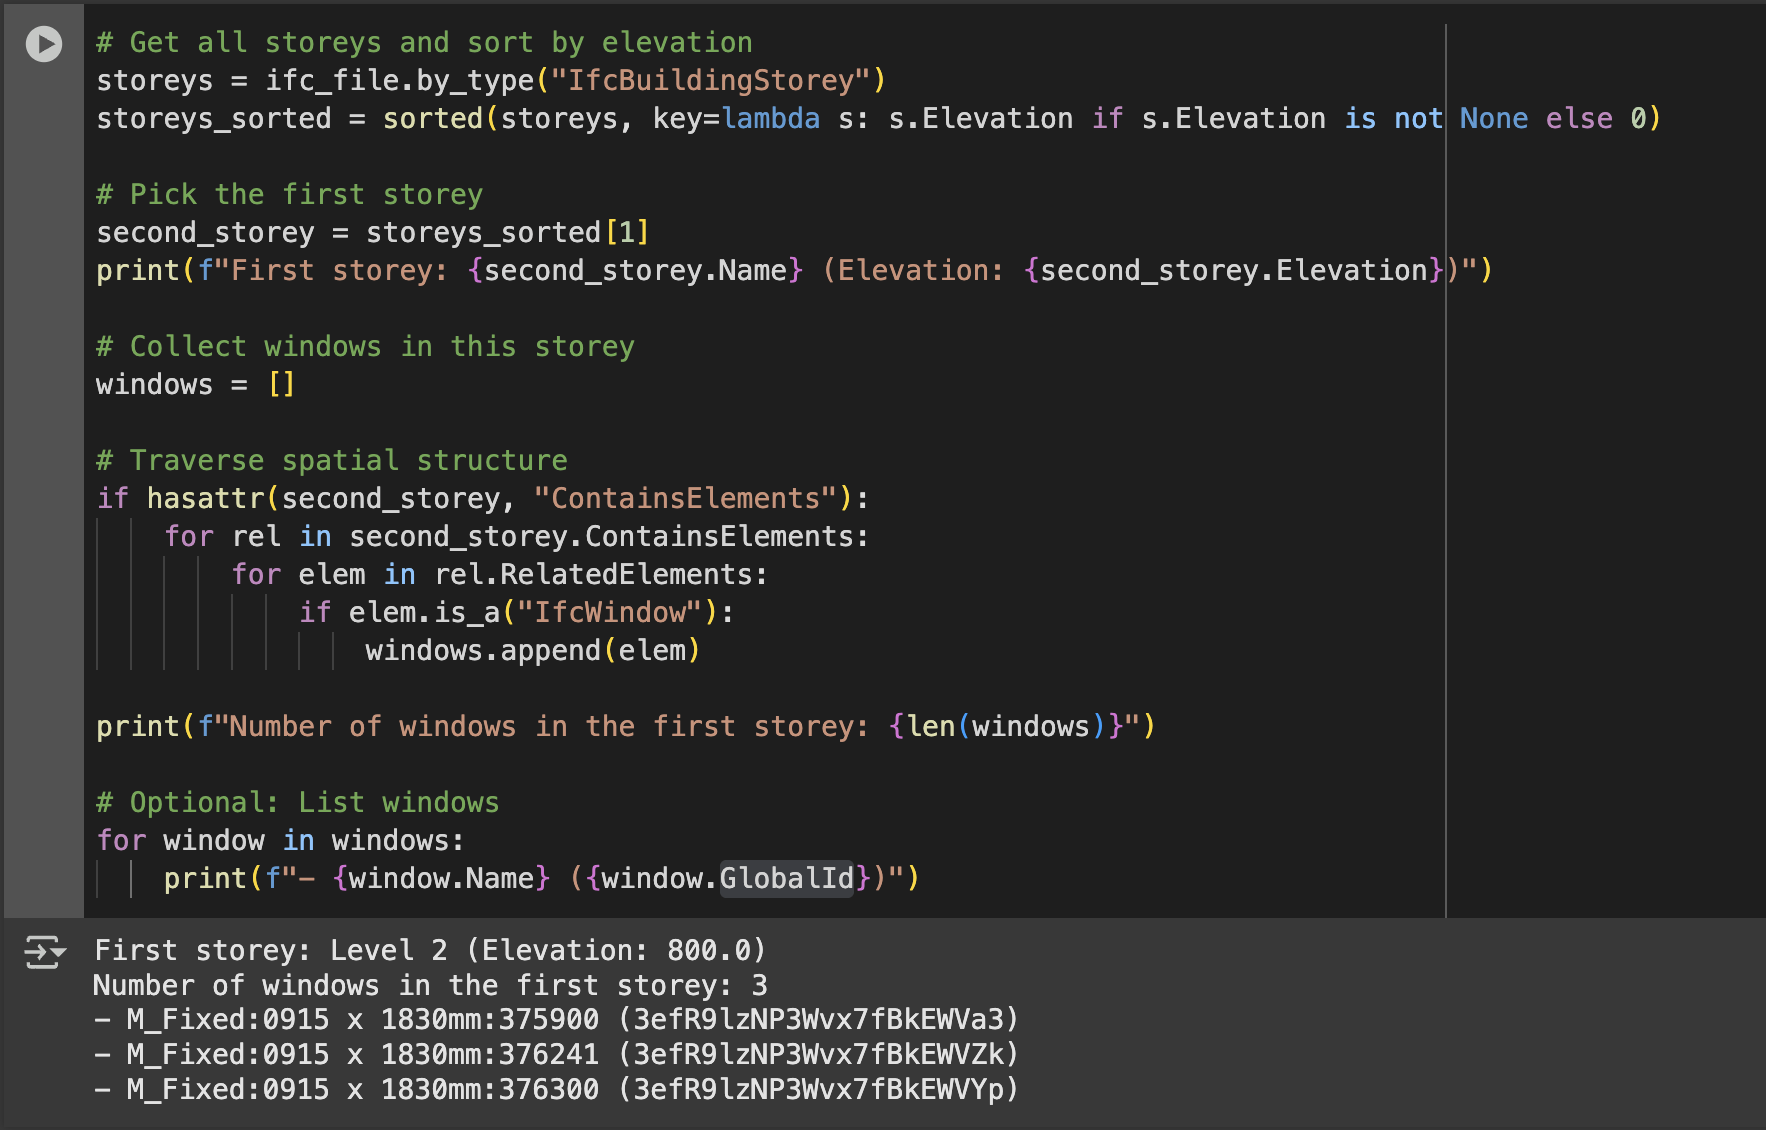 # Get all storeys and sort by elevation
storeys = ifc_file.by_type("IfcBuildingStorey")
storeys_sorted = sorted(storeys, key=lambda s: s.Elevation if s.Elevation is not None else 0)
# Pick the first storey
second_storey = storeys_sorted[1]
print(f"First storey: {second_storey.Name} (Elevation: {second_storey.Elevation})")
# Collect windows in this storey
windows = []
# Traverse spatial structure
if hasattr(second_storey, "ContainsElements"):
    for rel in second_storey.ContainsElements:
        for elem in rel.RelatedElements:
            if elem.is_a("IfcWindow"):
                windows.append(elem)
print(f"Number of windows in the first storey: {len(windows)}")
# Optional: List windows
for window in windows:
    print(f"- {window.Name} ({window.GlobalId})")
First storey: Level 2 (Elevation: 800.0)
Number of windows in the first storey: 3
- M_Fixed:0915 x 1830mm:375900 (3efR9lzNP3Wvx7fBkEWVa3)
- M_Fixed:0915 x 1830mm:376241 (3efR9lzNP3Wvx7fBkEWVZk)
- M_Fixed:0915 x 1830mm:376300 (3efR9lzNP3Wvx7fBkEWVYp)